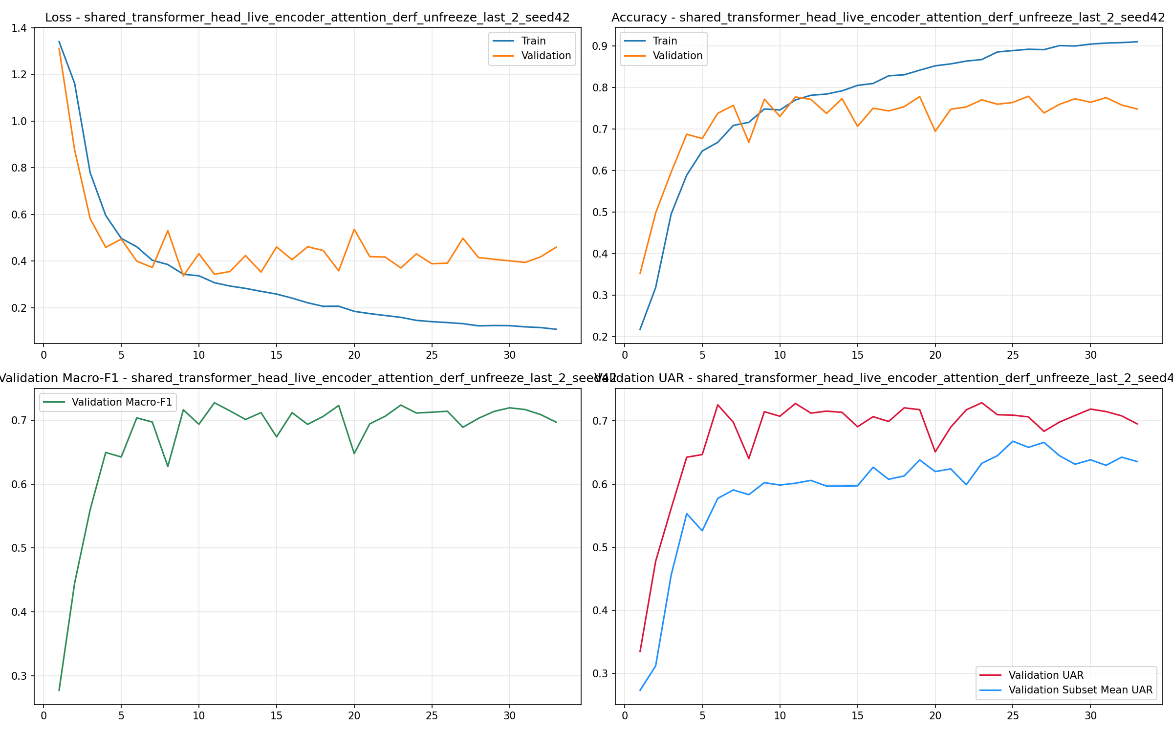 Loss - shared_transformer_head_live_encoder_attention_derf_unfreeze_last_2_seed42
1.4
1.2
1.0
0.8
0.6
0.4
0.2
0 5 10 15 20 25 30
Train
Validation
Accuracy - shared_transformer_head_live_encoder_attention_derf_unfreeze_last_2_seed42
0.9
0.8
0.7
0.6
0.5
0.4
0.3
0.2
0 5 10 15 20 25 30
Train
Validation
Validation Macro-F1 - shared_transformer_head_live_encoder_attention_derf_unfreeze_last_2_seed42
0.7
0.6
0.5
0.4
0.3
0 5 10 15 20 25 30
Validation Macro-F1
Validation UAR - shared_transformer_head_live_encoder_attention_derf_unfreeze_last_2_seed4
0.7
0.6
0.5
0.4
0.3
0 5 10 15 20 25 30
Validation UAR
Validation Subset Mean UAR